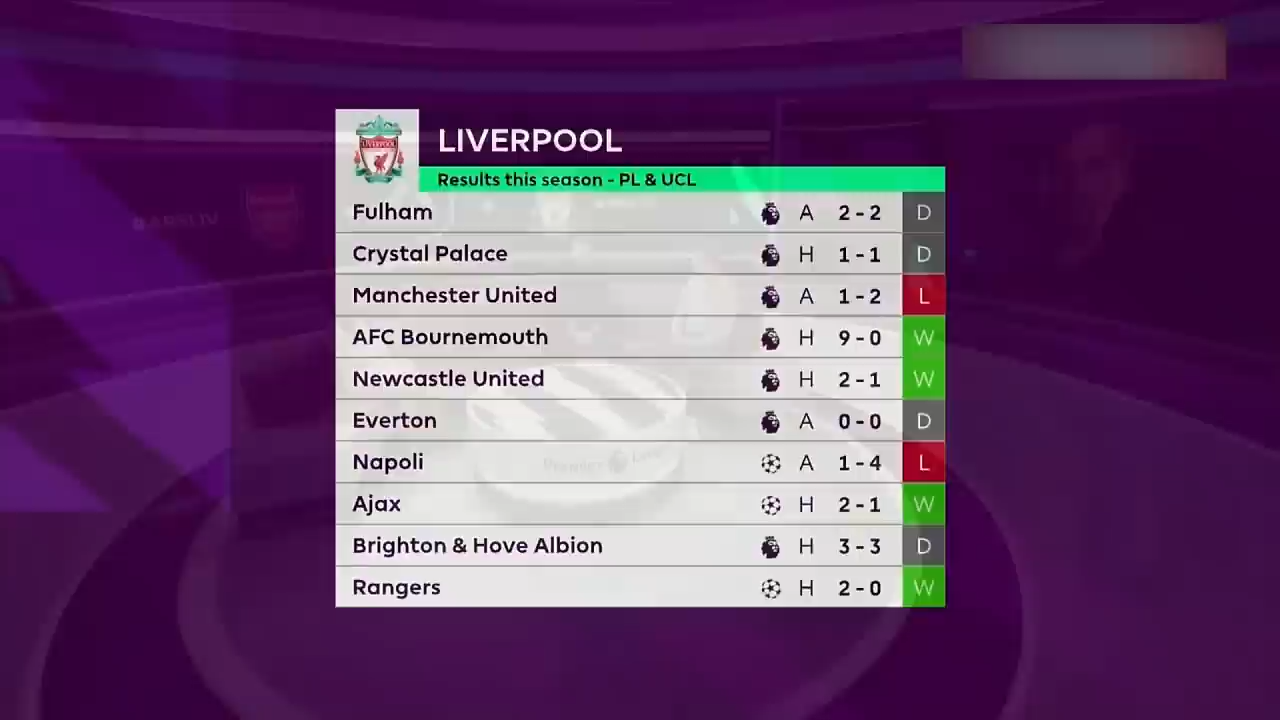 LIVERPOOL
Results this season - PL & UCL
Fulham A 2 - 2 D
Crystal Palace H 1 - 1 D
Manchester United A 1 - 2 L
AFC Bournemouth H 9 - 0 W
Newcastle United H 2 - 1 W
Everton A 0 - 0 D
Napoli A 1 - 4 L
Ajax H 2 - 1 W
Brighton & Hove Albion H 3 - 3 D
Rangers H 2 - 0 W